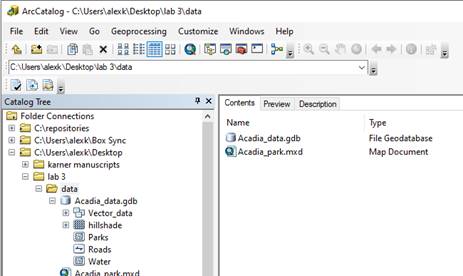 ArcCatalog - C:\Users\alexk\Desktop\lab 3\data
File Edit View Go Geoprocessing Customize Windows Help
C:\Users\alexk\Desktop\lab 3\data
Catalog Tree
Folder Connections
C:\repositories
C:\Users\alexk\Box Sync
C:\Users\alexk\Desktop
karner manuscripts
lab 3
data
Acadia_data.gdb
Vector_data
hillshade
Parks
Roads
Water
Acadia_park.mxd
Contents Preview Description
Name Type
Acadia_data.gdb File Geodatabase
Acadia_park.mxd Map Document